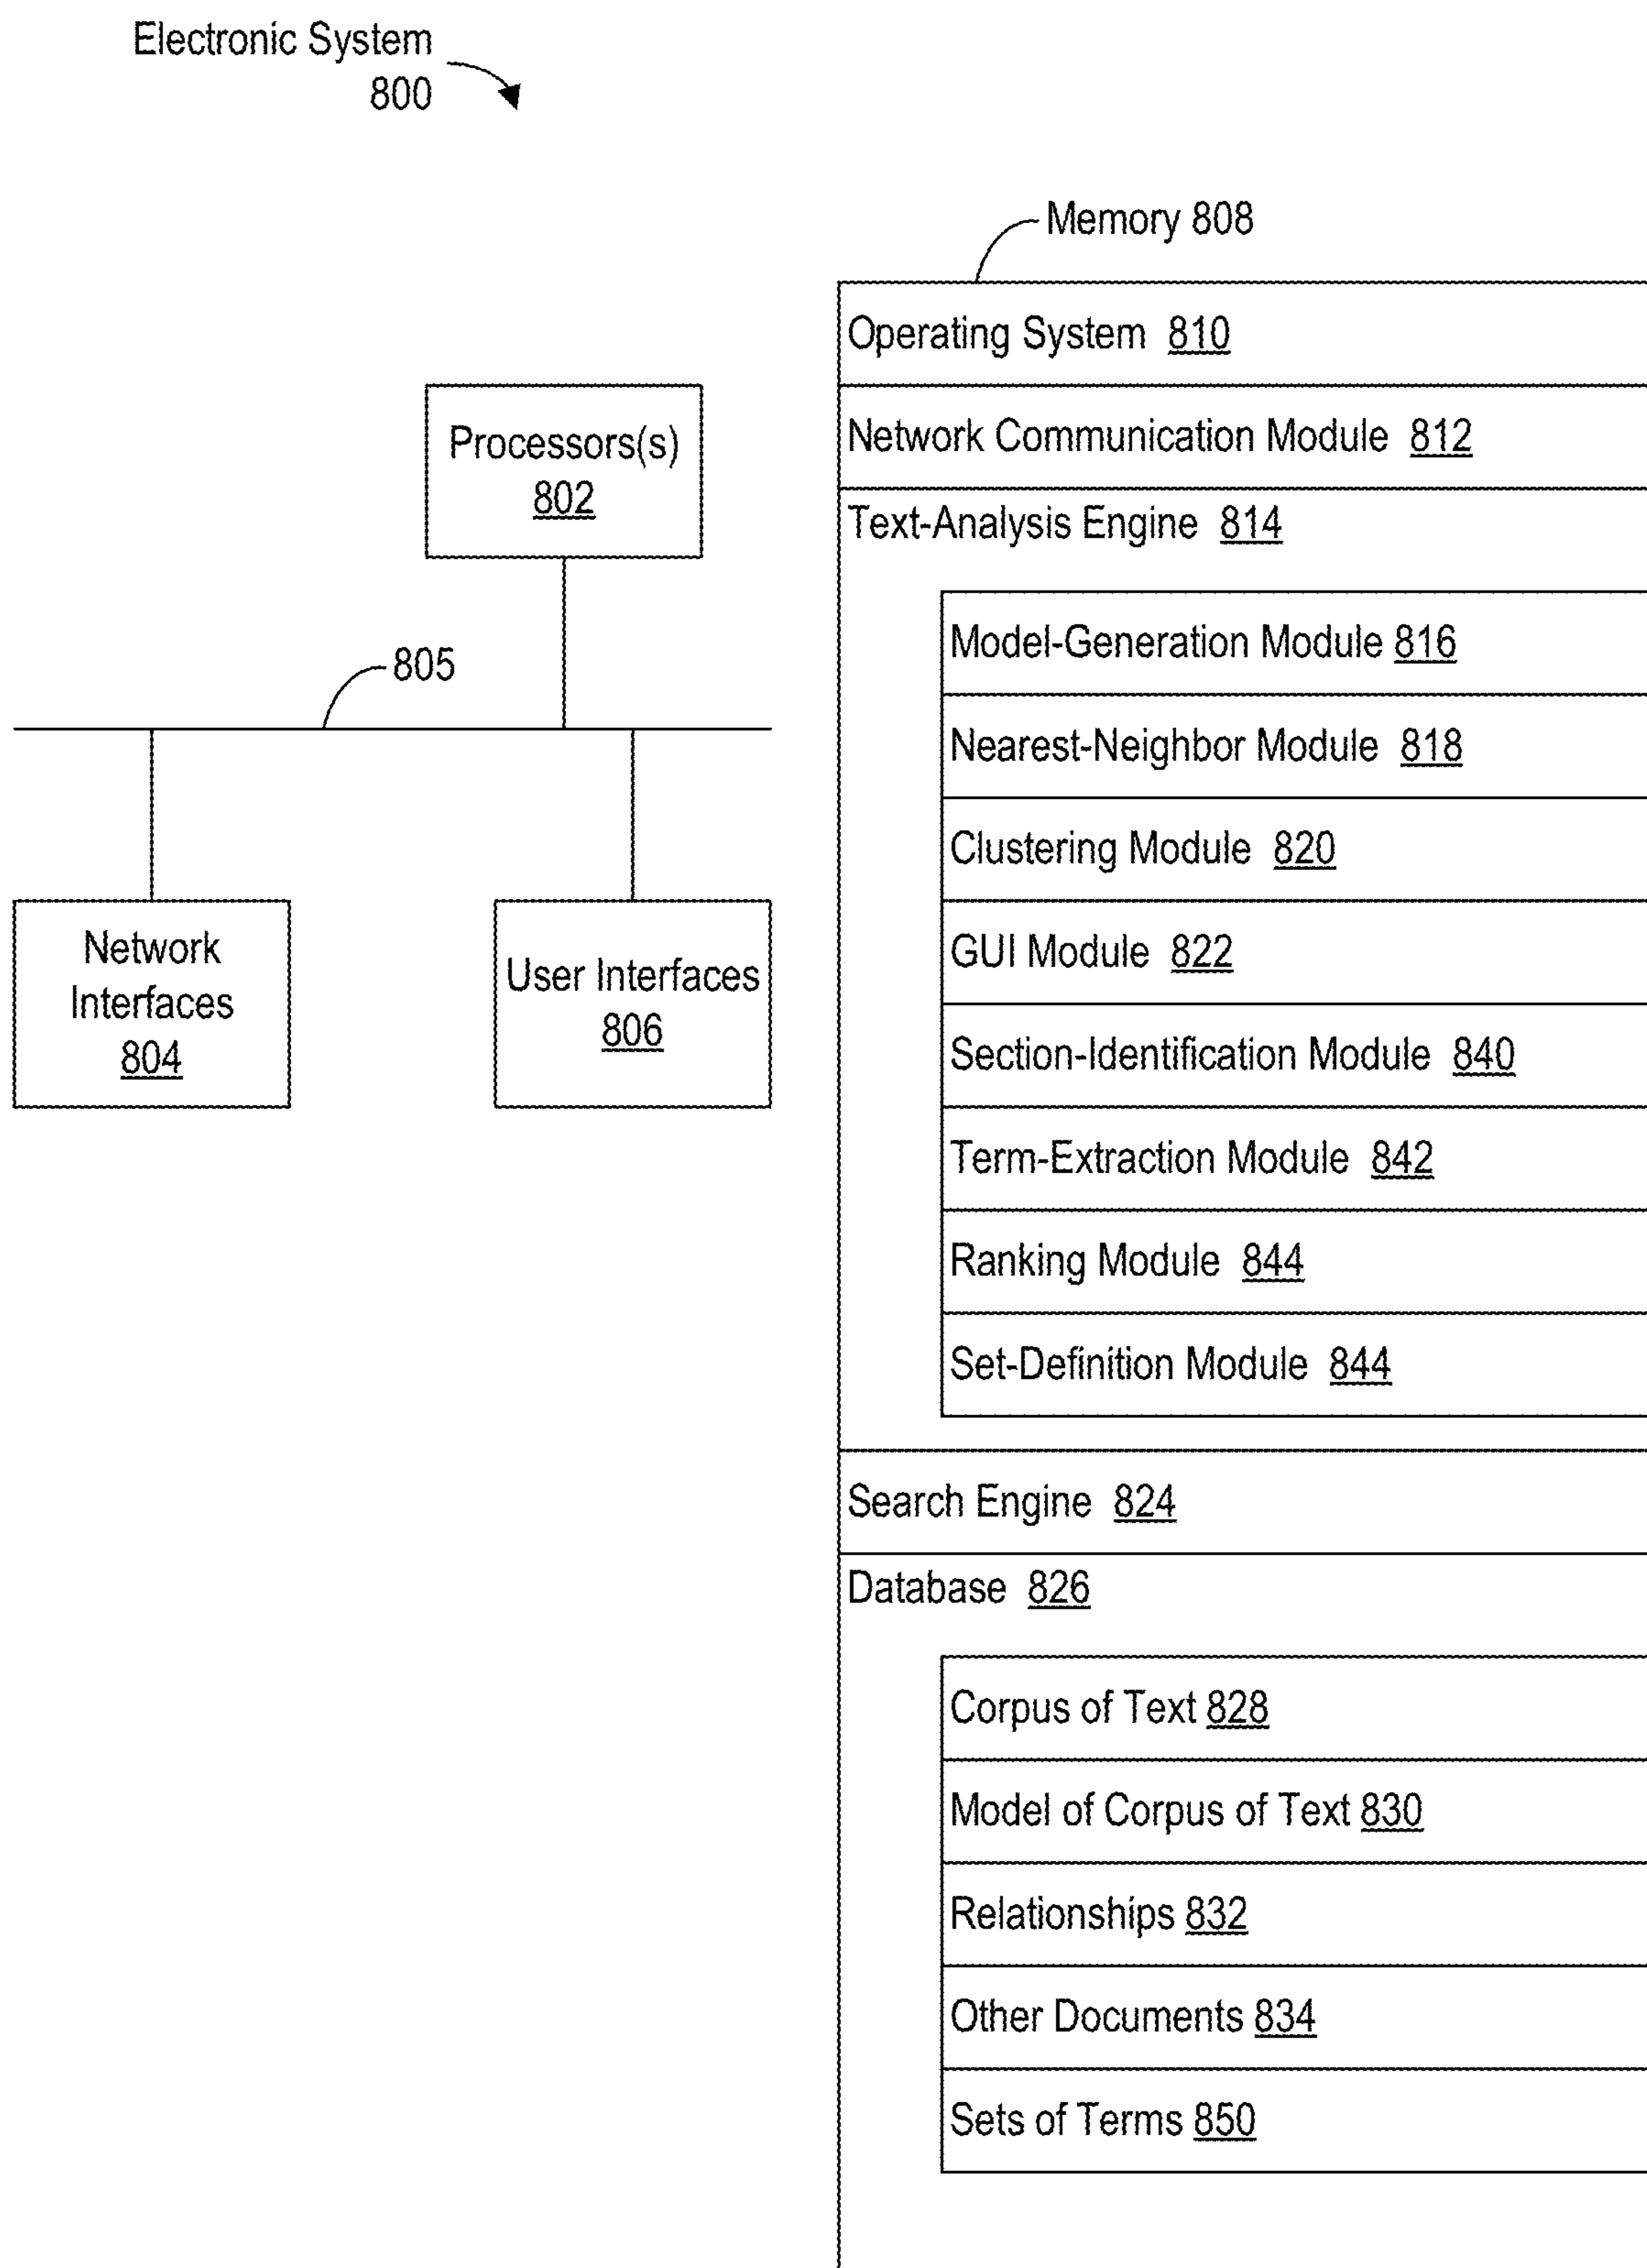 Electronic System
800
Memory 808
Operating System 810
Network Communication Module 812
Text-Analysis Engine 814
Model-Generation Module 816
Nearest-Neighbor Module 818
Clustering Module 820
GUI Module 822
Section-Identification Module 840
Term-Extraction Module 842
Ranking Module 844
Set-Definition Module 844
Search Engine 824
Database 826
Corpus of Text 828
Model of Corpus of Text 830
Relationships 832
Other Documents 834
Sets of Terms 850
Processors(s)
802
805
Network
Interfaces
804
User Interfaces
806